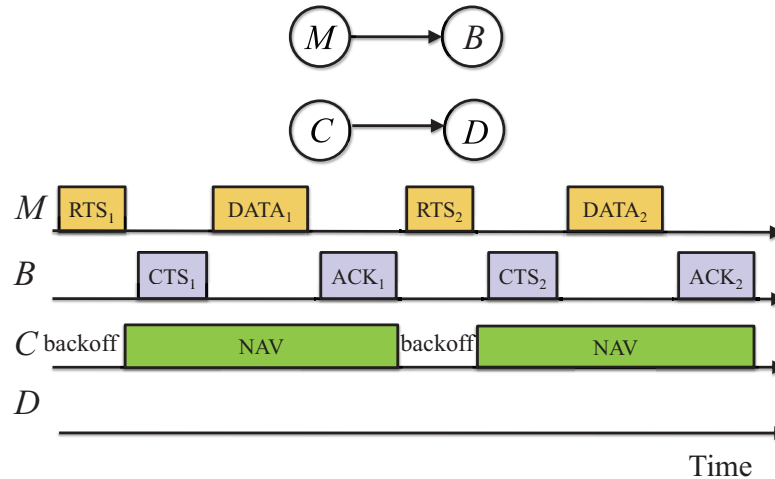 M B
C D
M RTS₁ DATA₁ RTS₂ DATA₂
B CTS₁ ACK₁ CTS₂ ACK₂
C backoff NAV backoff NAV
D
Time